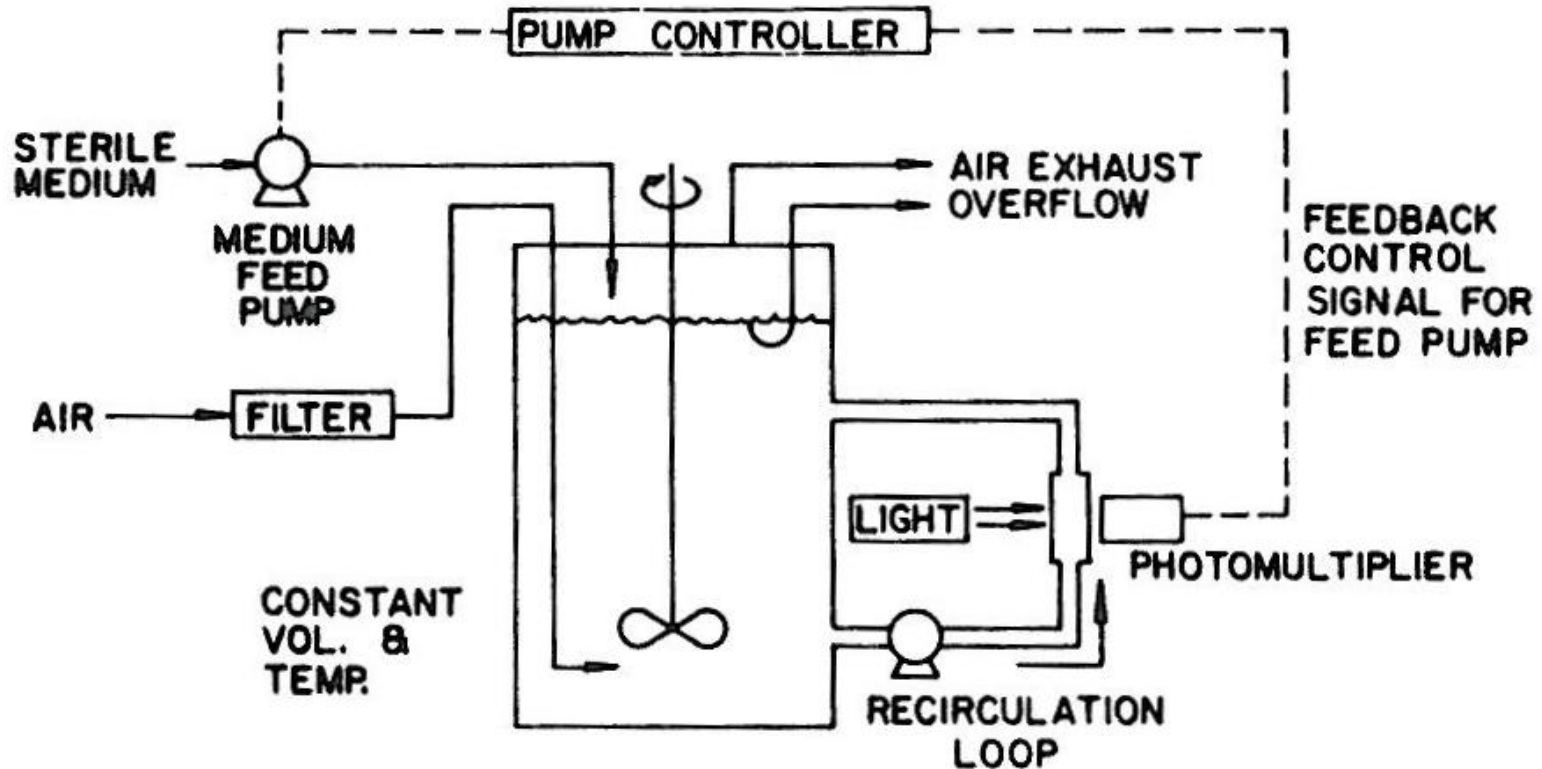 PUMP CONTROLLER
STERILE
MEDIUM
MEDIUM
FEED
PUMP
AIR EXHAUST
OVERFLOW
FEEDBACK
CONTROL
SIGNAL FOR
FEED PUMP
AIR
FILTER
LIGHT
PHOTOMULTIPLIER
CONSTANT
VOL. &
TEMP.
RECIRCULATION
LOOP